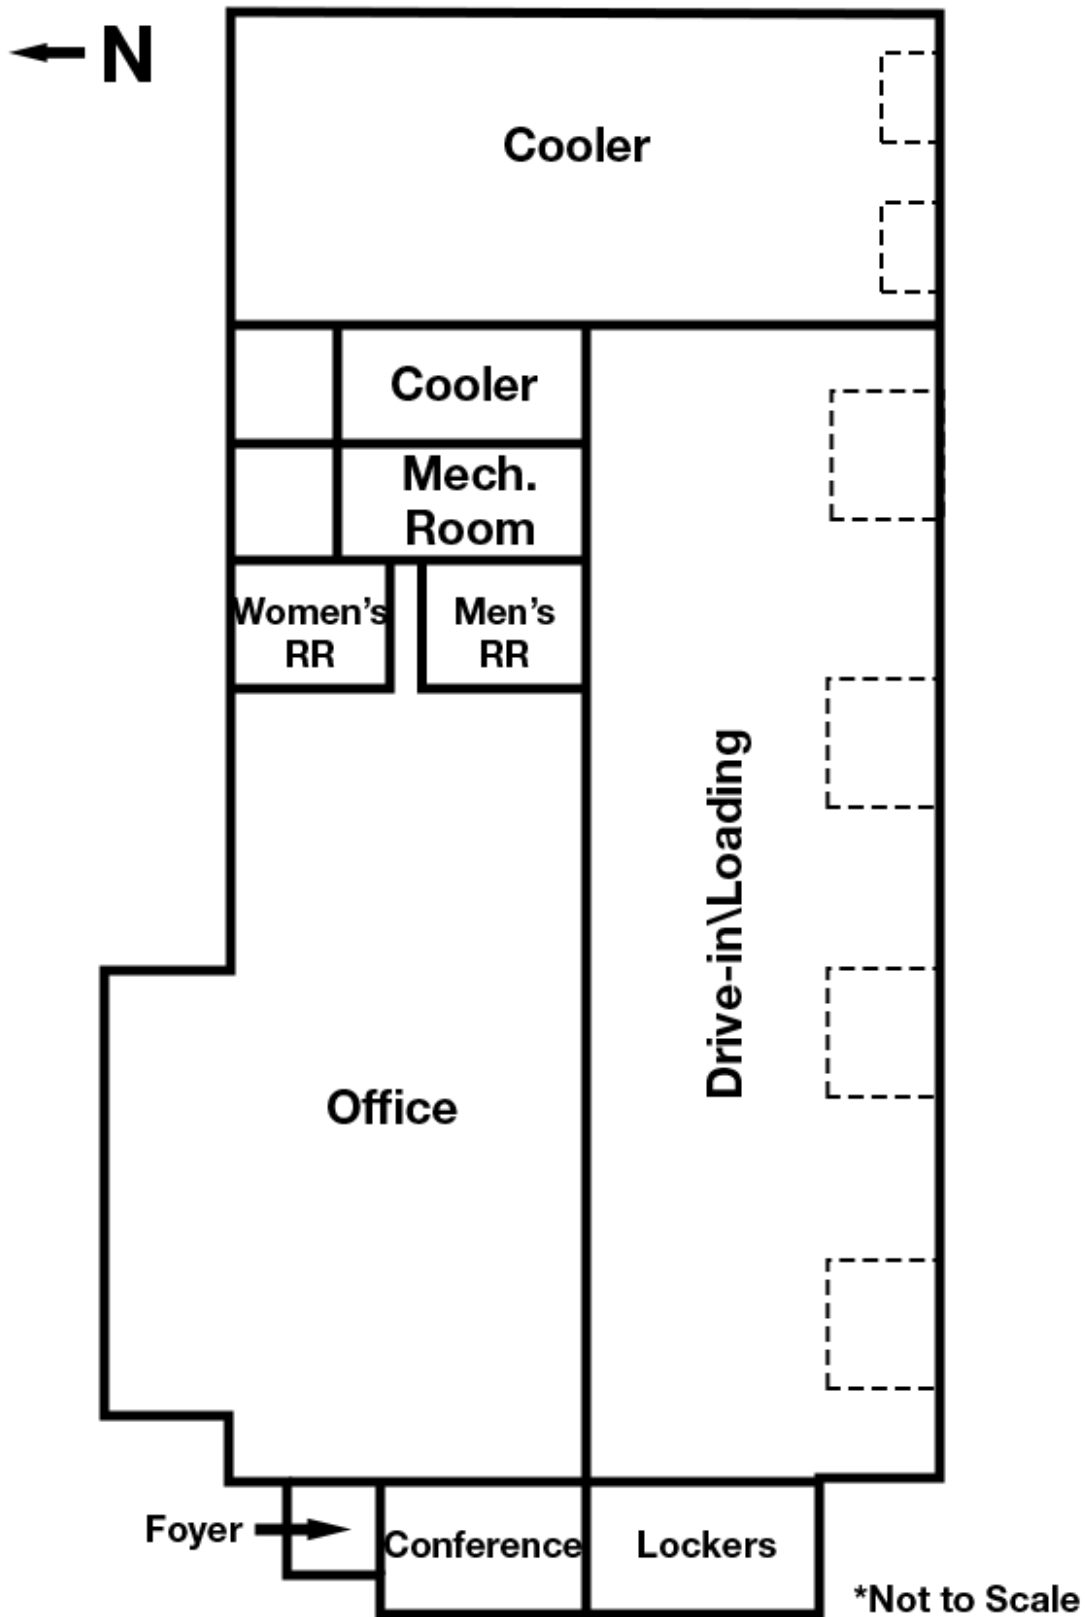 N
Cooler
Cooler
Mech.
Room
Women's
RR
Men's
RR
Drive-in\Loading
Office
Foyer
Conference
Lockers
*Not to Scale